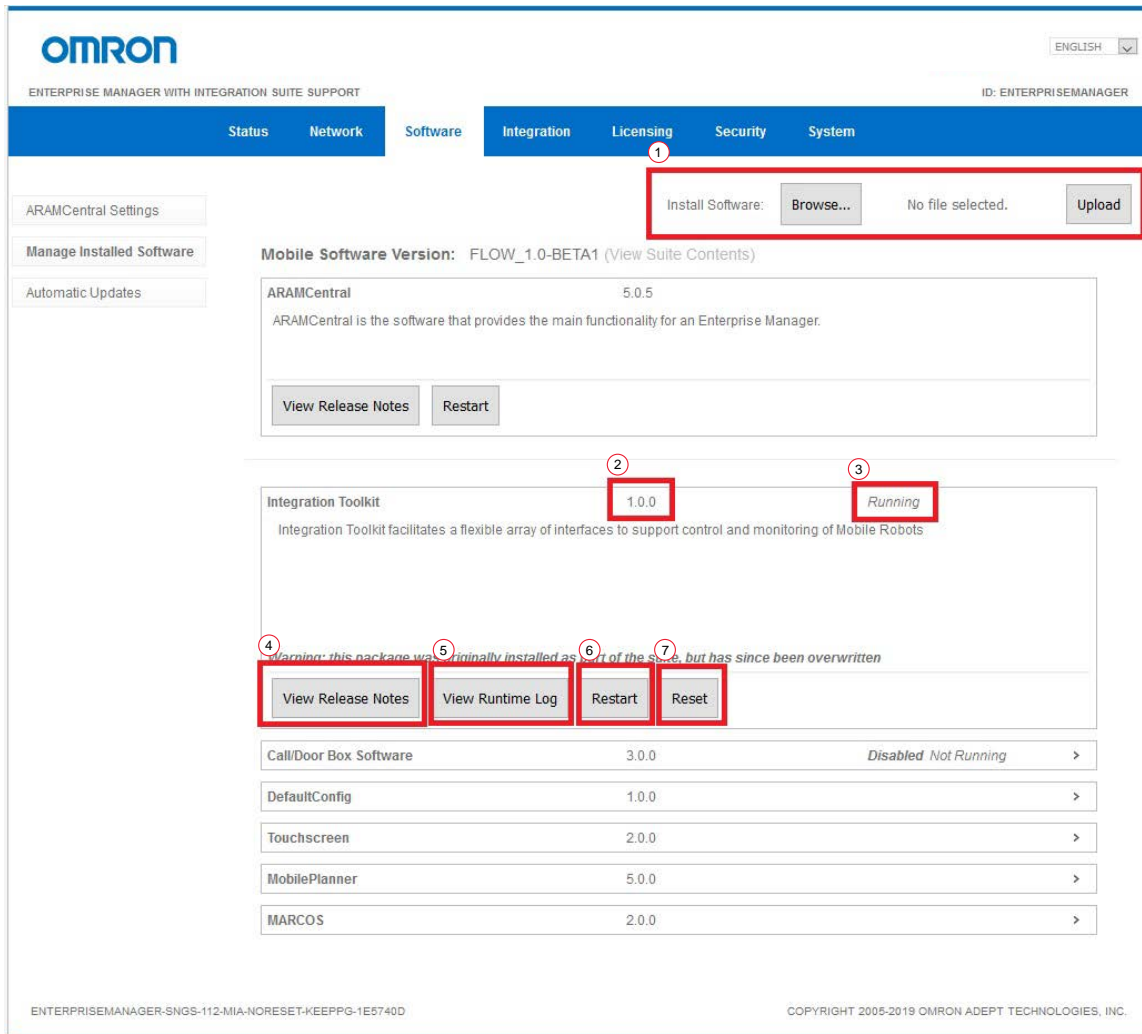 OMRON
ENGLISH
ENTERPRISE MANAGER WITH INTEGRATION SUITE SUPPORT
ID: ENTERPRISEMANAGER
Status Network Software Integration Licensing Security System
1
Install Software: Browse... No file selected. Upload
ARAMCentral Settings
Manage Installed Software
Automatic Updates
Mobile Software Version: FLOW_1.0-BETA1 (View Suite Contents)
ARAMCentral 5.0.5
ARAMCentral is the software that provides the main functionality for an Enterprise Manager.
View Release Notes Restart
2 3
Integration Toolkit 1.0.0 Running
Integration Toolkit facilitates a flexible array of interfaces to support control and monitoring of Mobile Robots
4 5 6 7
Warning: this package was originally installed as part of the suite, but has since been overwritten
View Release Notes View Runtime Log Restart Reset
Call/Door Box Software 3.0.0 Disabled Not Running >
DefaultConfig 1.0.0 >
Touchscreen 2.0.0 >
MobilePlanner 5.0.0 >
MARCOS 2.0.0 >
ENTERPRISEMANAGER-SNGS-112-MIA-NORESET-KEEPPG-1E5740D
COPYRIGHT 2005-2019 OMRON ADEPT TECHNOLOGIES, INC.